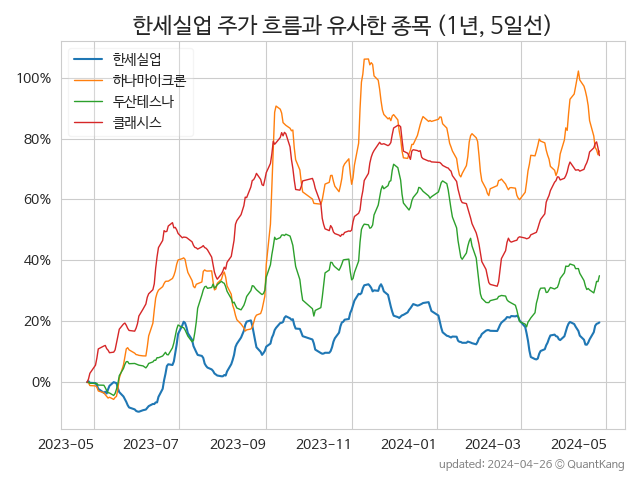 한세실업 주가 흐름과 유사한 종목 (1년, 5일선)
한세실업
하나마이크론
두산테스나
클래시스
100%
80%
60%
40%
20%
0%
2023-05 2023-07 2023-09 2023-11 2024-01 2024-03 2024-05
updated: 2024-04-26 © QuantKang